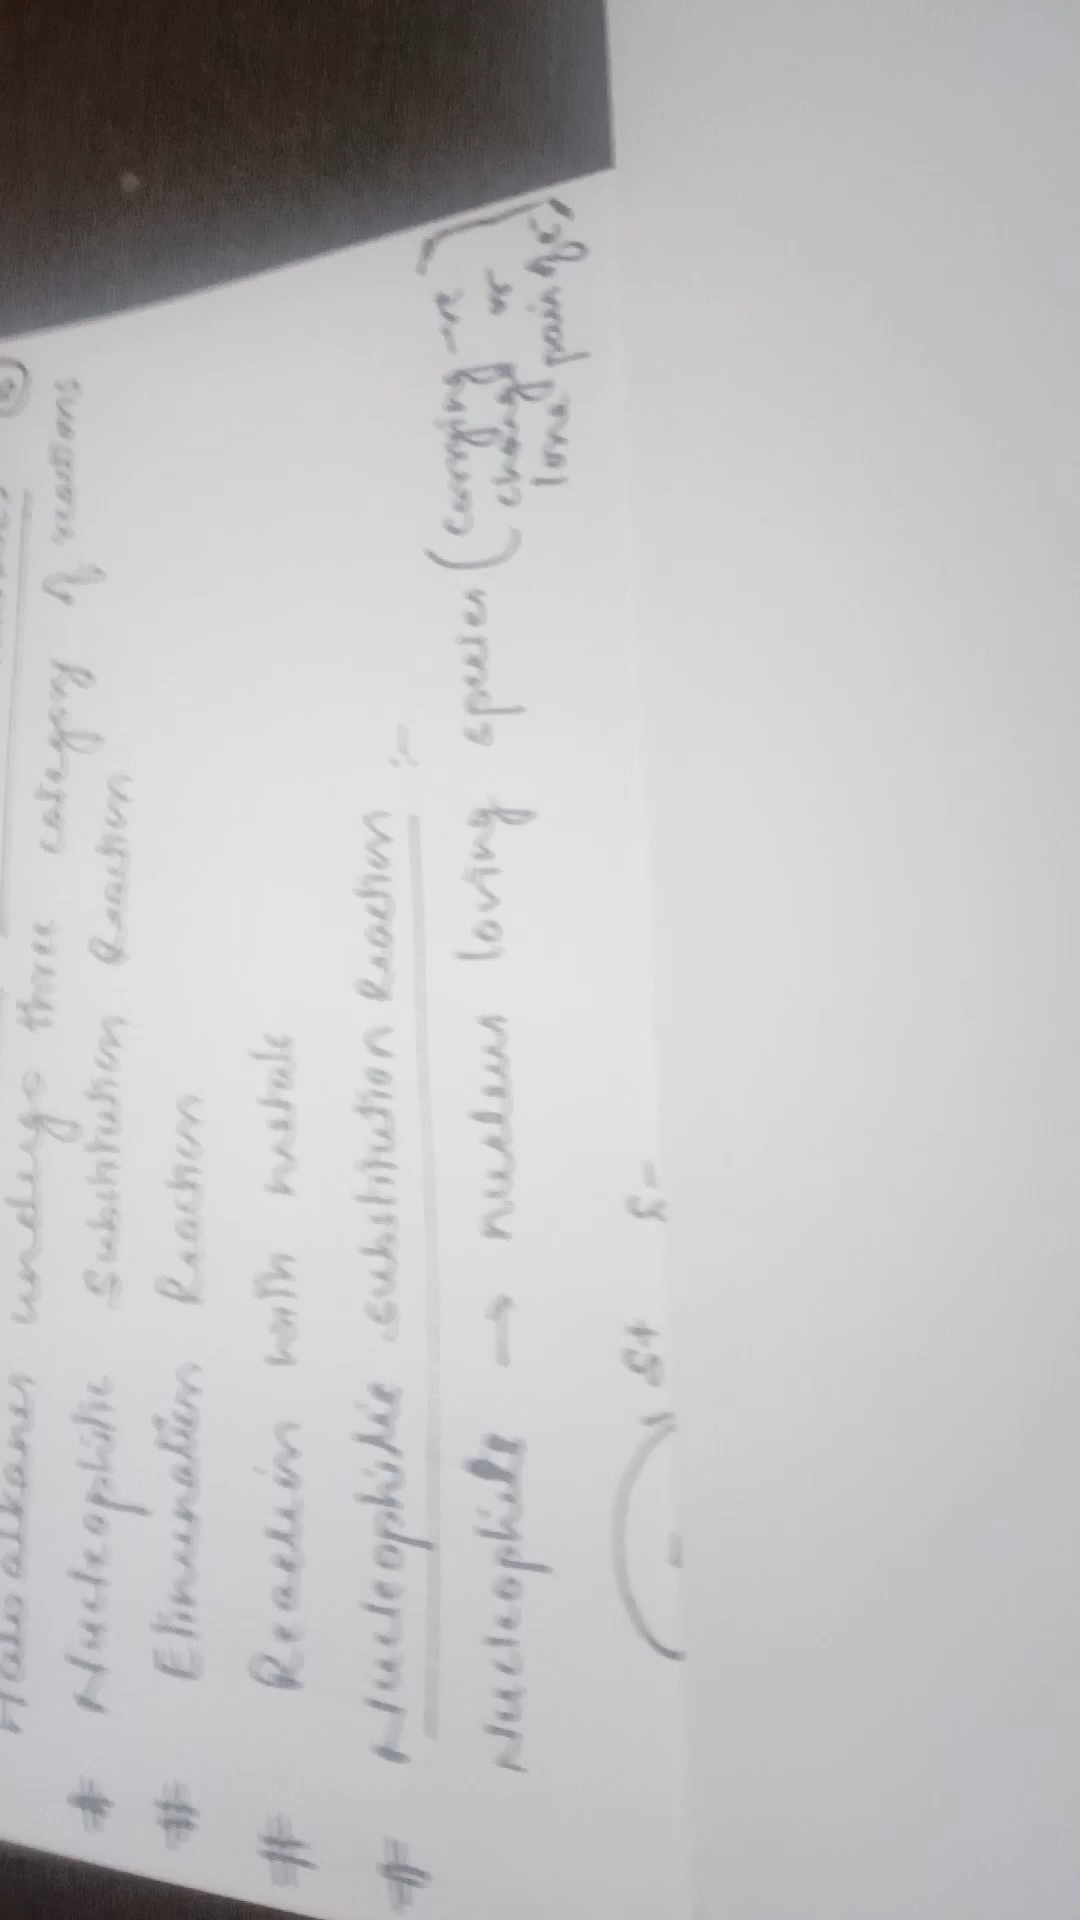 Haloalkanes undergo three category of reactions
# Nucleophilic Substitution Reaction
# Elimination Reaction
# Reaction with metals
# Nucleophilic substitution Reaction :-
Nucleophile → nucleus loving species (carrying -ve
charge or
lone pair of e-)
δ+ δ-